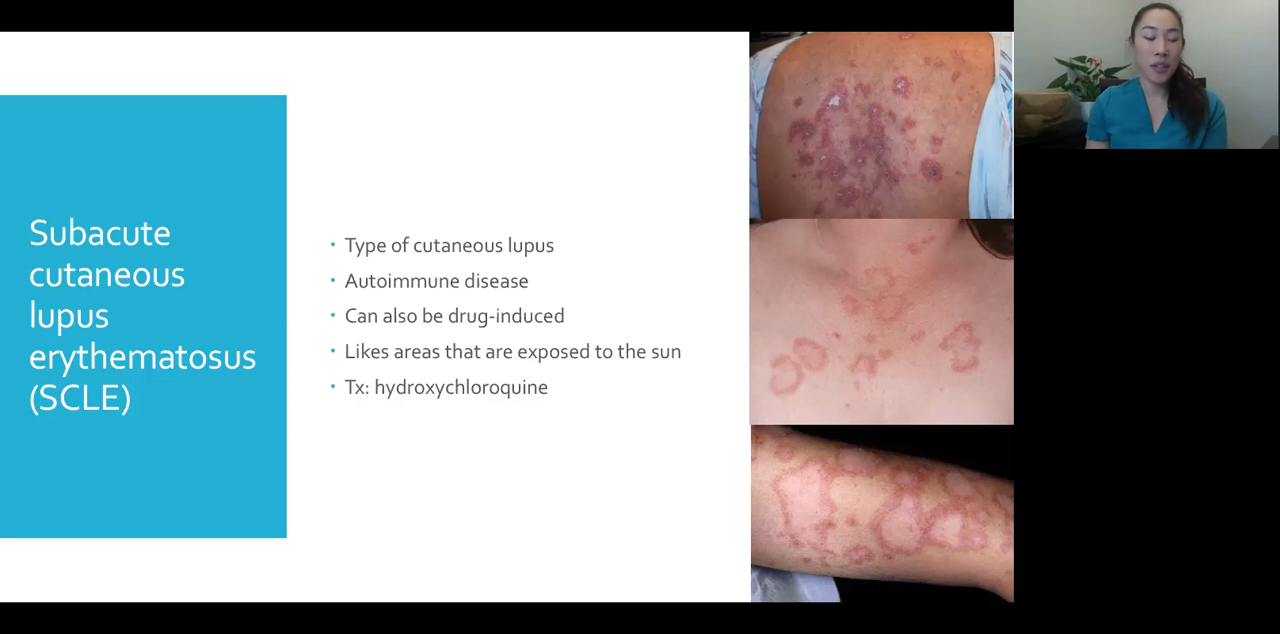 Subacute
cutaneous
lupus
erythematosus
(SCLE)
• Type of cutaneous lupus
• Autoimmune disease
• Can also be drug-induced
• Likes areas that are exposed to the sun
• Tx: hydroxychloroquine